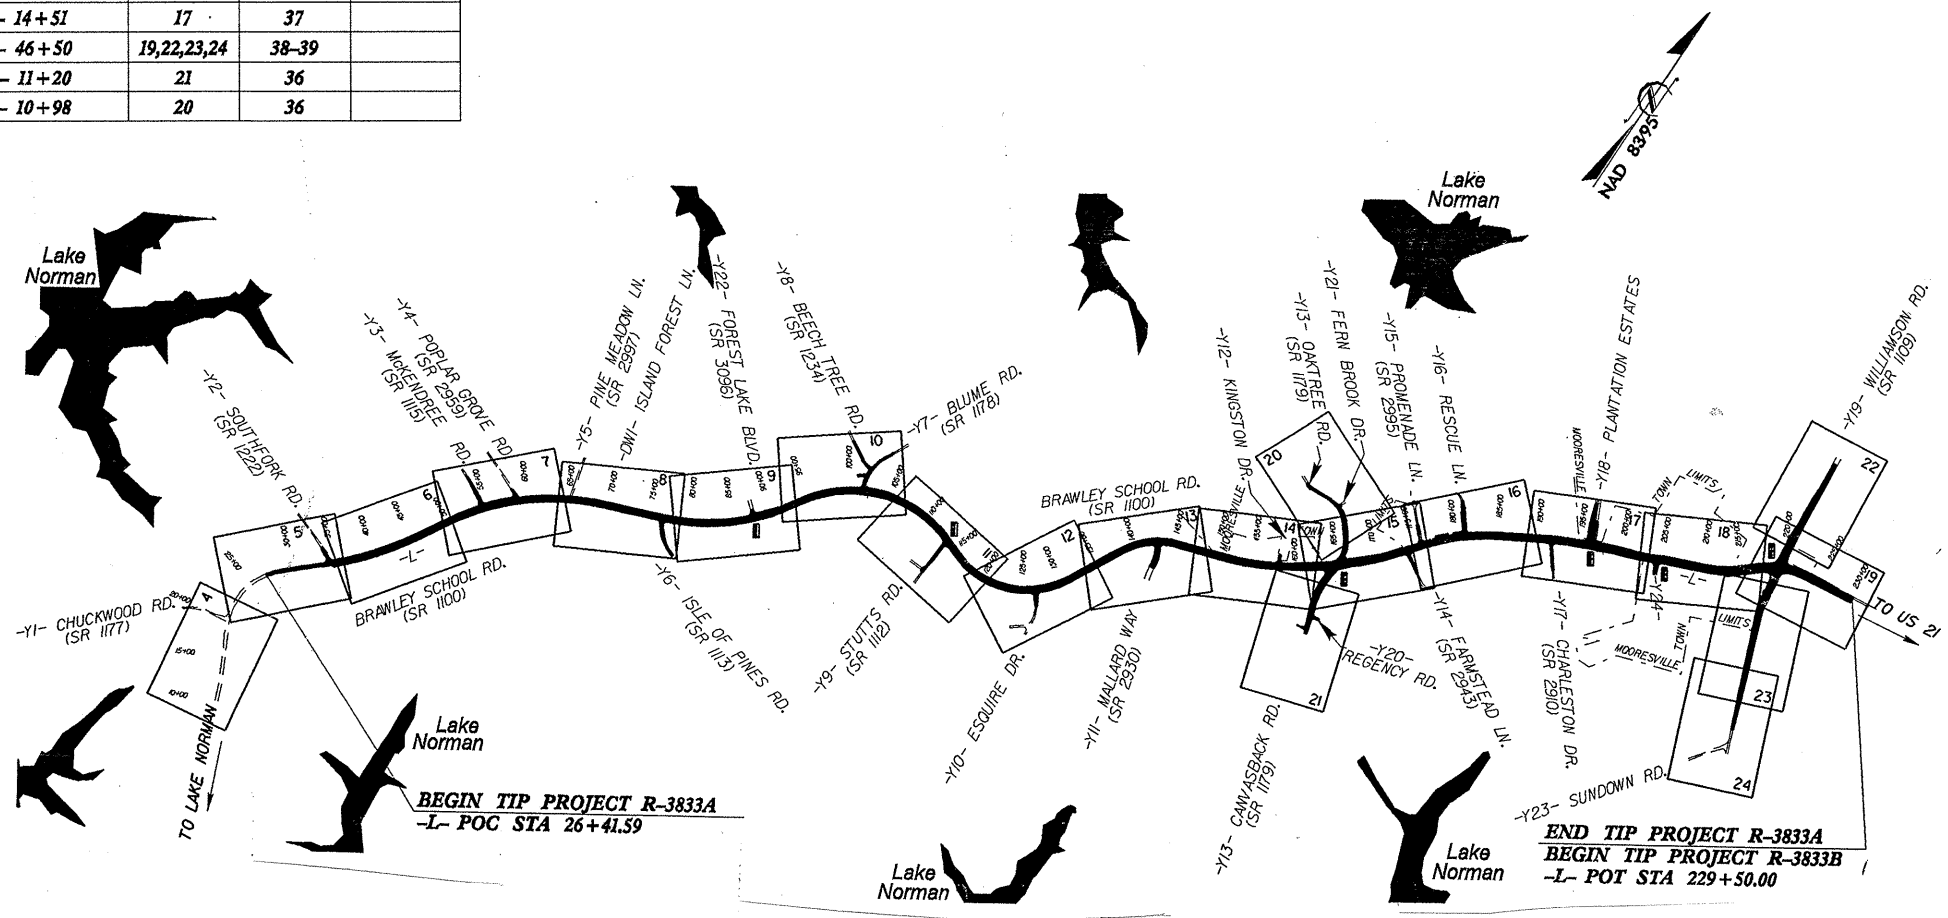 - 14+51 17 37
- 46+50 19,22,23,24 38-39
- 11+20 21 36
- 10+98 20 36
NAD 83/95
Lake
Norman
Lake
Norman
-Y1- CHUCKWOOD RD.
(SR 1177)
-Y2- SOUTHFORK RD.
(SR 1222)
-Y3- McKENDREE RD.
(SR 1115)
-Y4- POPLAR GROVE RD.
(SR 2959)
-Y5- PINE MEADOW LN.
(SR 2997)
-DW1- ISLAND FOREST LN.
-Y22- FOREST LAKE BLVD.
(SR 3096)
-Y8- BEECH TREE RD.
(SR 1234)
-Y7- BLUME RD.
(SR 1178)
BRAWLEY SCHOOL RD.
(SR 1100)
-Y12- KINGSTON DR.
-Y13- OAKTREE RD.
(SR 1179)
-Y21- FERN BROOK DR.
-Y15- PROMENADE LN.
(SR 2995)
-Y16- RESCUE LN.
-Y18- PLANTATION ESTATES
MOORESVILLE
TOWN
LIMITS
-Y19- WILLIAMSON RD.
(SR 1109)
4
5
6
7
8
9
10
11
12
13
14
15
16
17
18
19
20
21
22
23
24
10+00
15+00
20+00
-L-
BRAWLEY SCHOOL RD.
(SR 1100)
-Y6- ISLE OF PINES RD.
(SR 1113)
-Y9- STUTTS RD.
(SR 1112)
-Y10- ESQUIRE DR.
-Y11- MALLARD WAY
(SR 2930)
MOORESVILLE
TOWN
LIMITS
-Y13- CANVASBACK RD.
(SR 1179)
-Y20-
REGENCY RD.
-Y14- FARMSTEAD LN.
(SR 2943)
-Y17- CHARLESTON DR.
(SR 2910)
-Y24-
-L-
MOORESVILLE
TOWN
LIMITS
-Y23- SUNDOWN RD.
TO US 21
TO LAKE NORMAN
Lake
Norman
BEGIN TIP PROJECT R-3833A
-L- POC STA 26+41.59
Lake
Norman
Lake
Norman
END TIP PROJECT R-3833A
BEGIN TIP PROJECT R-3833B
-L- POT STA 229+50.00